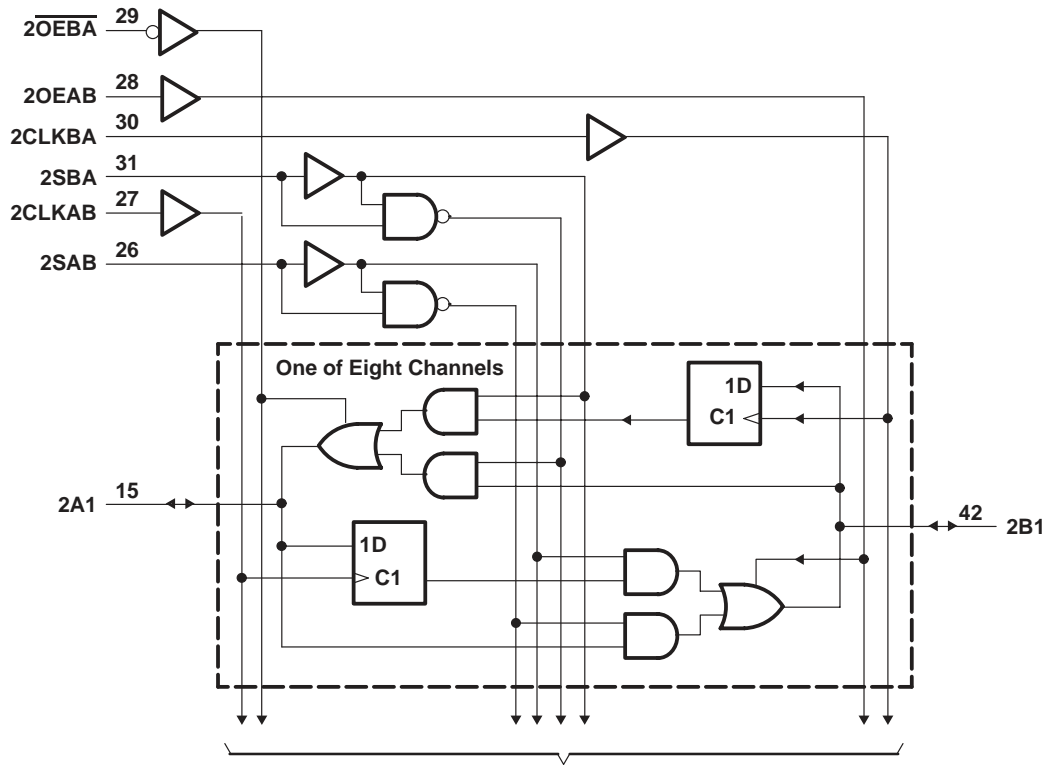 2O̅E̅B̅A̅ 29
2OEAB 28
2CLKBA 30
2SBA 31
2CLKAB 27
2SAB 26
One of Eight Channels
1D
C1
2A1 15
42 2B1
1D
C1